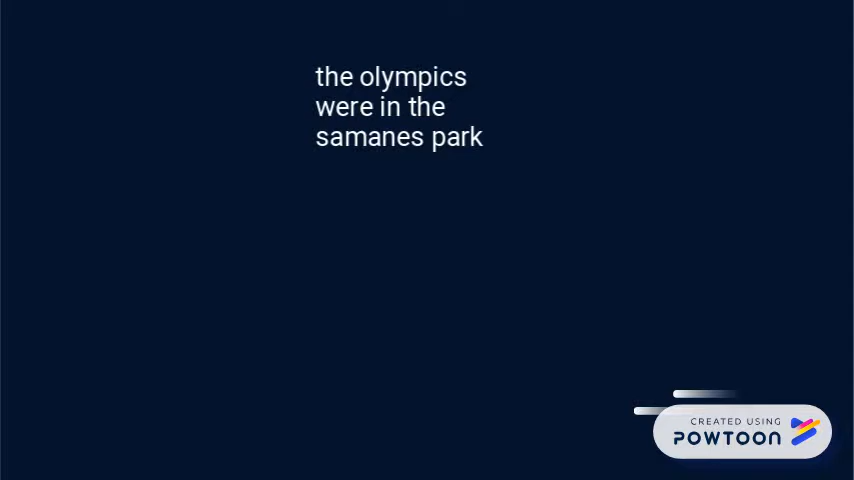 the olympics
were in the
samanes park
CREATED USING
POWTOON